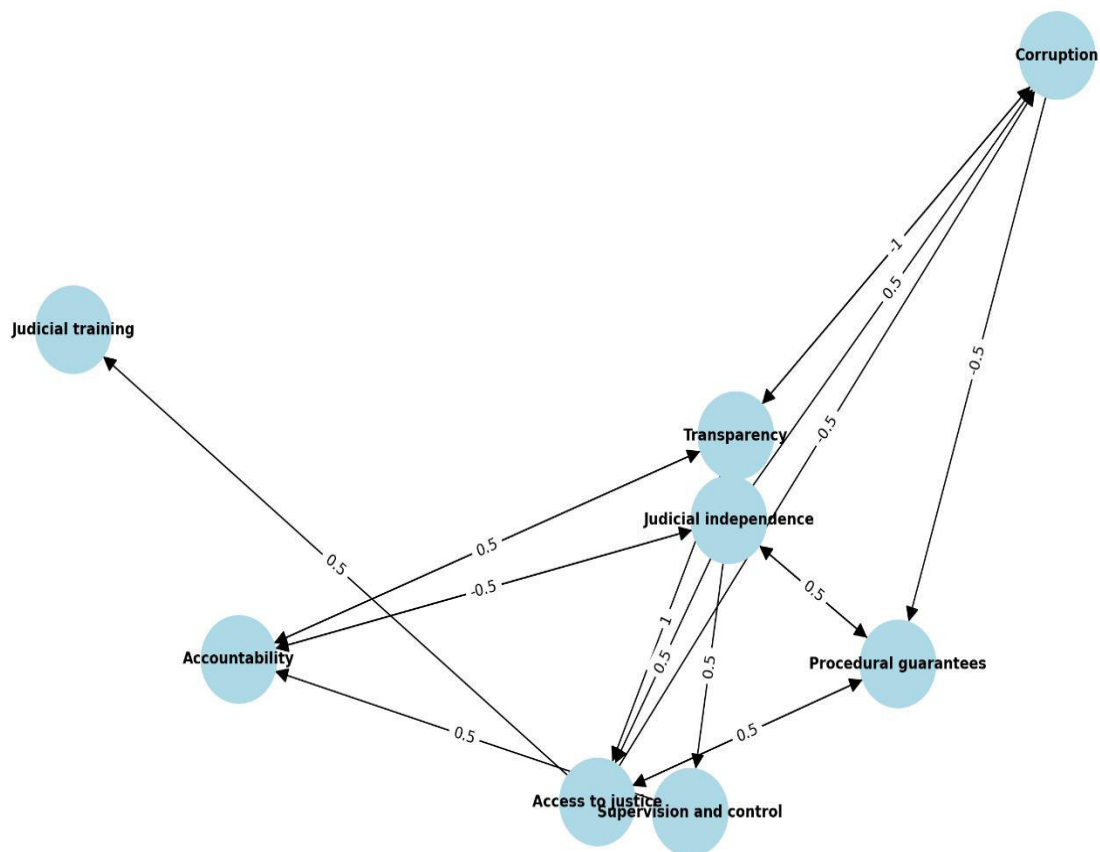 Corruption
-1
0.5
Judicial training
-0.5
-0.5
Transparency
Judicial independence
0.5
0.5
0.5
-0.5
1
0.5
0.5
Accountability
Procedural guarantees
0.5
0.5
Access to justice
Supervision and control